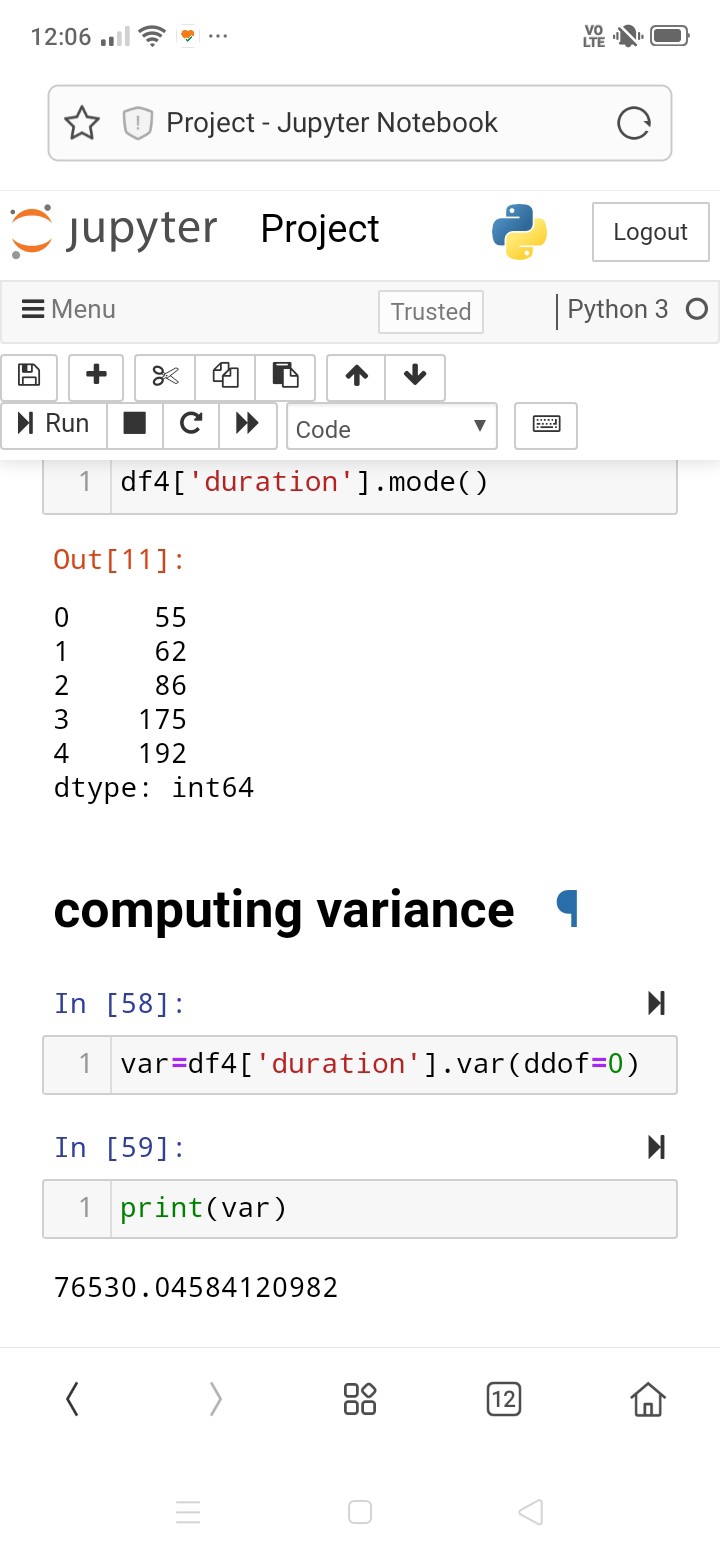 12:06 ... VO LTE
Project - Jupyter Notebook
jupyter Project Logout
Menu Trusted Python 3
Run Code
1 df4['duration'].mode()
Out[11]:
0 55
1 62
2 86
3 175
4 192
dtype: int64
computing variance ¶
In [58]:
1 var=df4['duration'].var(ddof=0)
In [59]:
1 print(var)
76530.04584120982
12